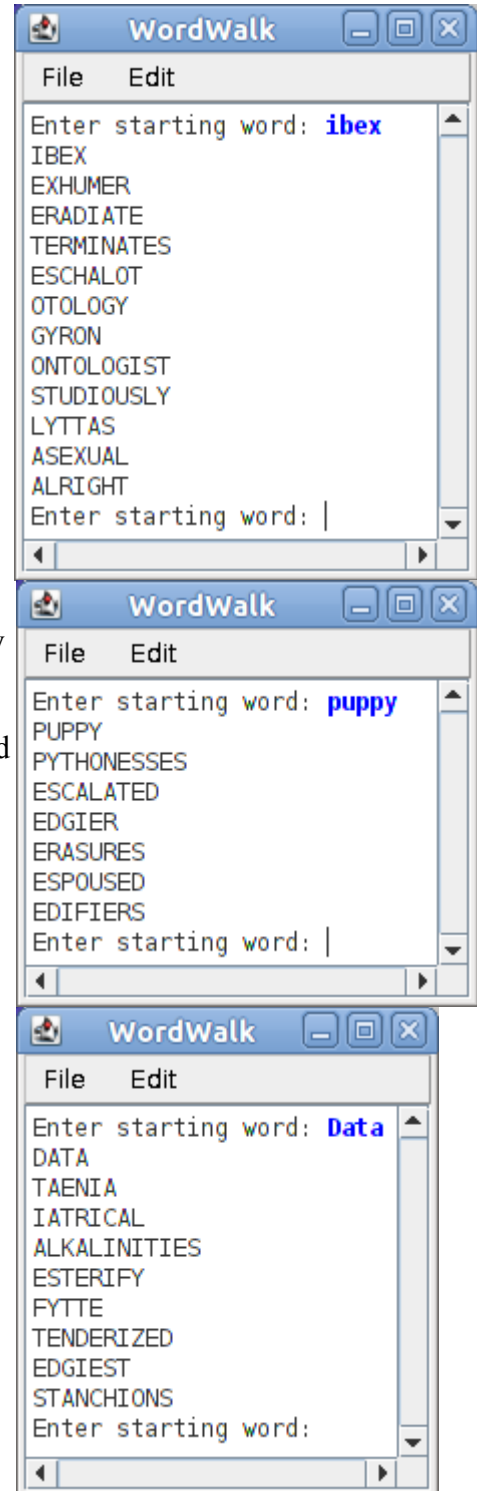 WordWalk
File Edit
Enter starting word: ibex
IBEX
EXHUMER
ERADIATE
TERMINATES
ESCHALOT
OTOLOGY
GYRON
ONTOLOGIST
STUDIOUSLY
LYTTAS
ASEXUAL
ALRIGHT
Enter starting word:
WordWalk
File Edit
Enter starting word: puppy
PUPPY
PYTHONESSES
ESCALATED
EDGIER
ERASURES
ESPOUSED
EDIFIERS
Enter starting word:
WordWalk
File Edit
Enter starting word: Data
DATA
TAENIA
IATRICAL
ALKALINITIES
ESTERIFY
FYTTE
TENDERIZED
EDGIEST
STANCHIONS
Enter starting word: